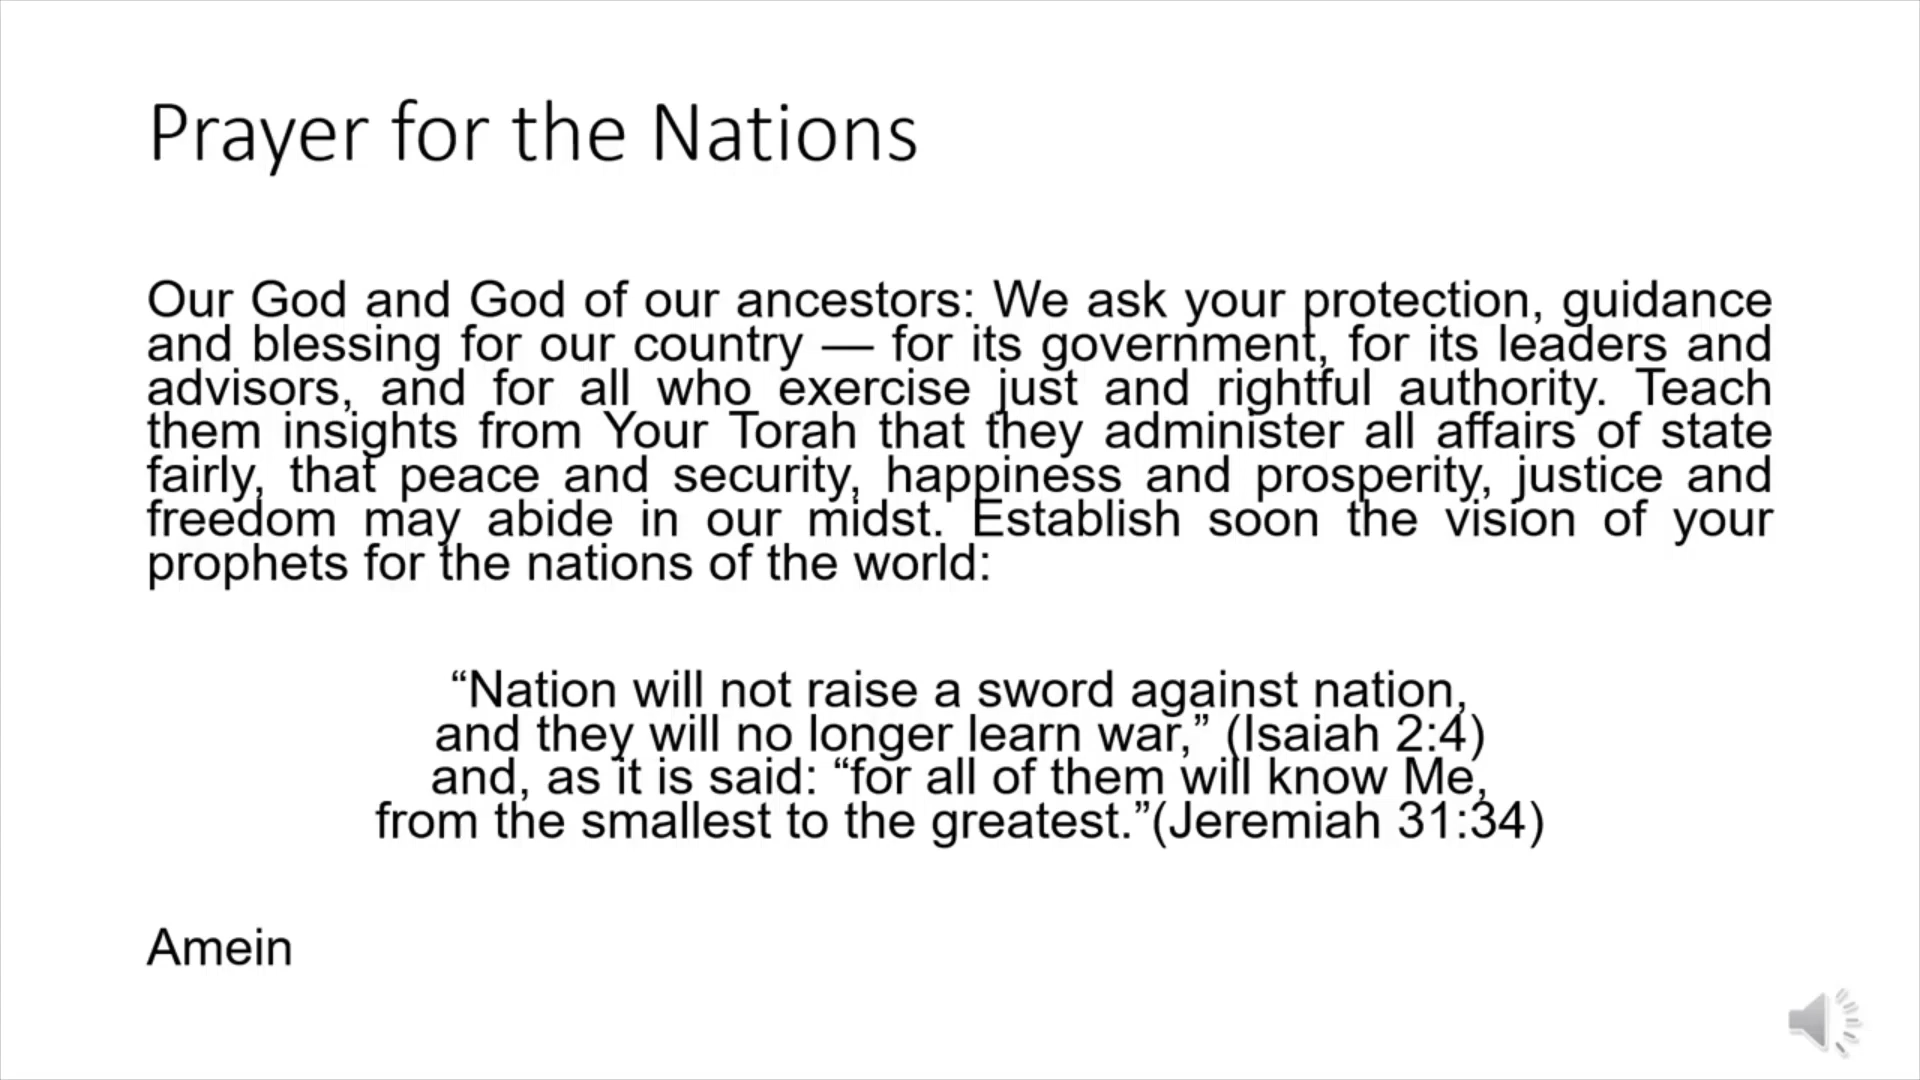 Prayer for the Nations
Our God and God of our ancestors: We ask your protection, guidance
and blessing for our country — for its government, for its leaders and
advisors, and for all who exercise just and rightful authority. Teach
them insights from Your Torah that they administer all affairs of state
fairly, that peace and security, happiness and prosperity, justice and
freedom may abide in our midst. Establish soon the vision of your
prophets for the nations of the world:
“Nation will not raise a sword against nation,
and they will no longer learn war,” (Isaiah 2:4)
and, as it is said: “for all of them will know Me,
from the smallest to the greatest.”(Jeremiah 31:34)
Amein